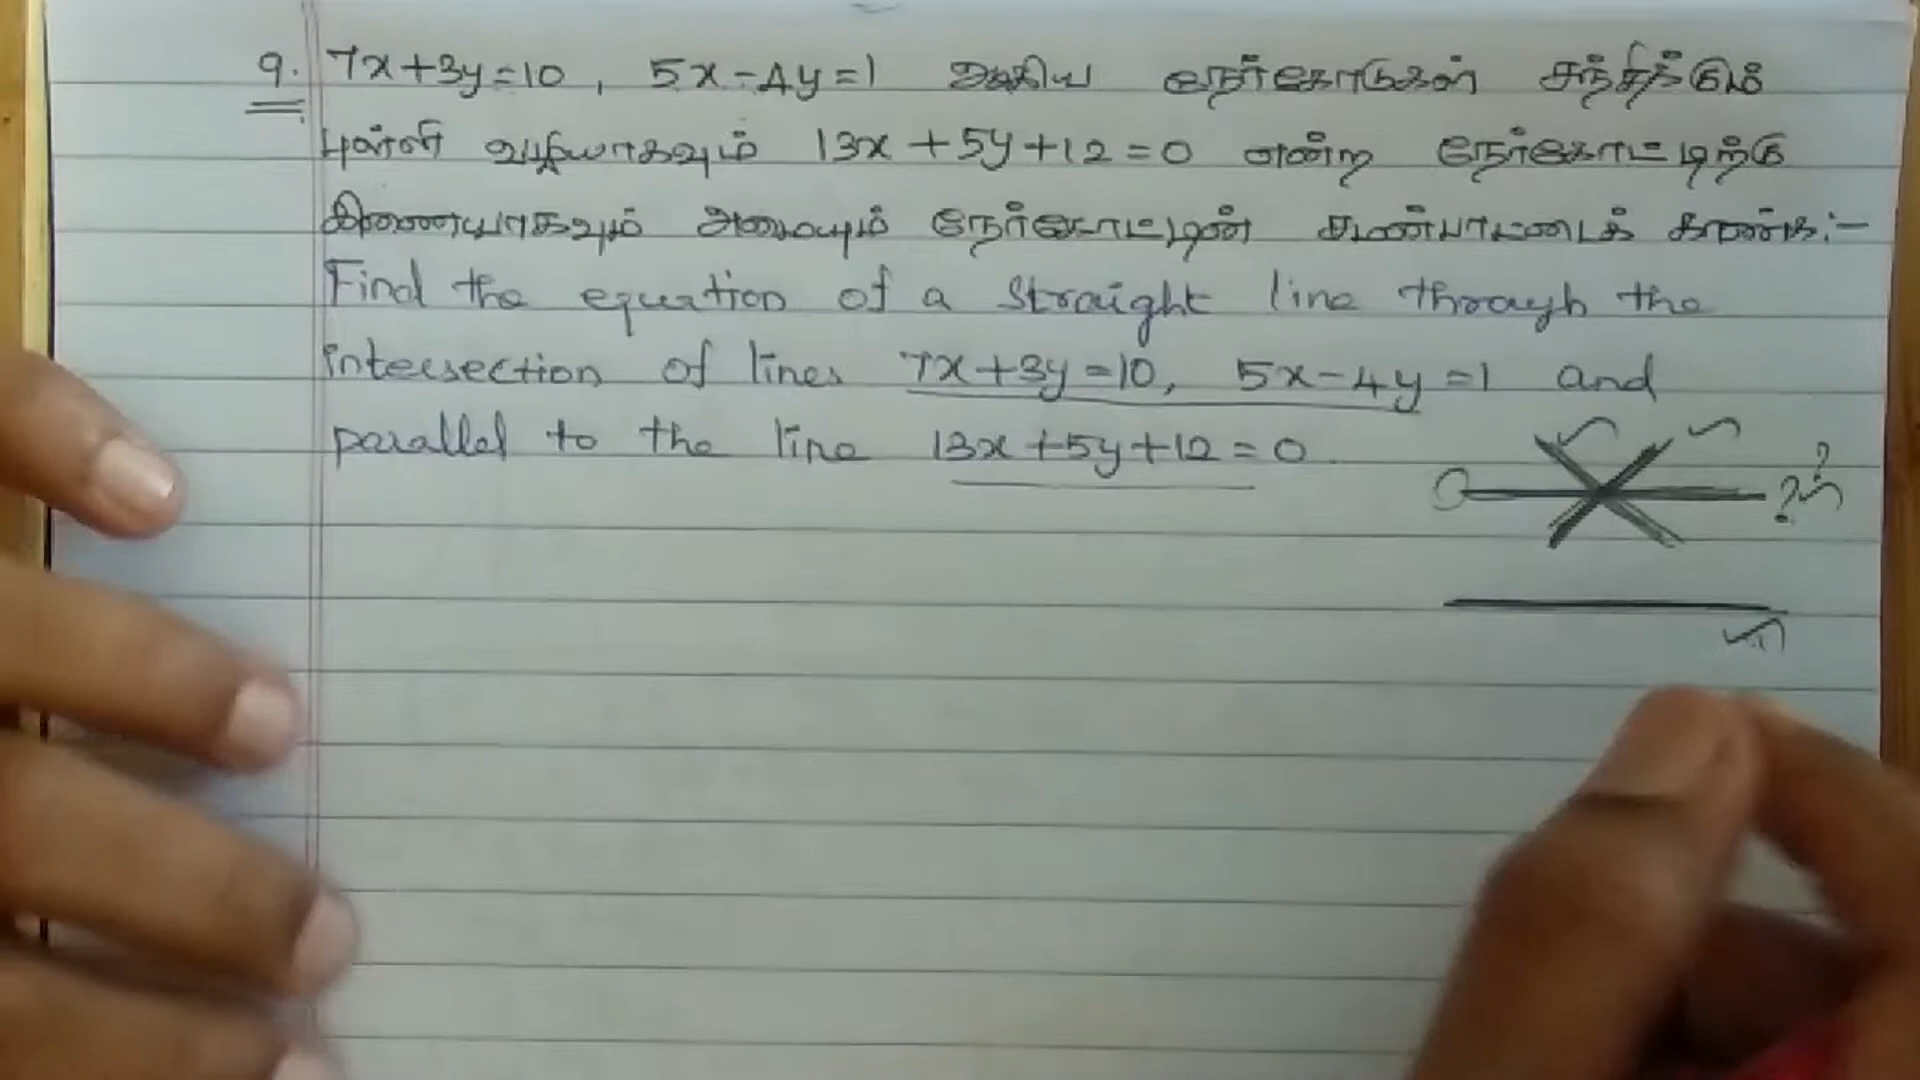 9. 7x+3y=10, 5x-4y=1 ஆகிய நேர்கோடுகள் சந்திக்கும்
புள்ளி வழியாகவும் 13x+5y+12=0 என்ற நேர்கோட்டிற்கு
இணையாகவும் அமையும் நேர்கோட்டின் சமன்பாட்டைக் காண்க:-
Find the equation of a straight line through the
intersection of lines 7x+3y=10, 5x-4y=1 and
parallel to the line 13x+5y+12=0.
??